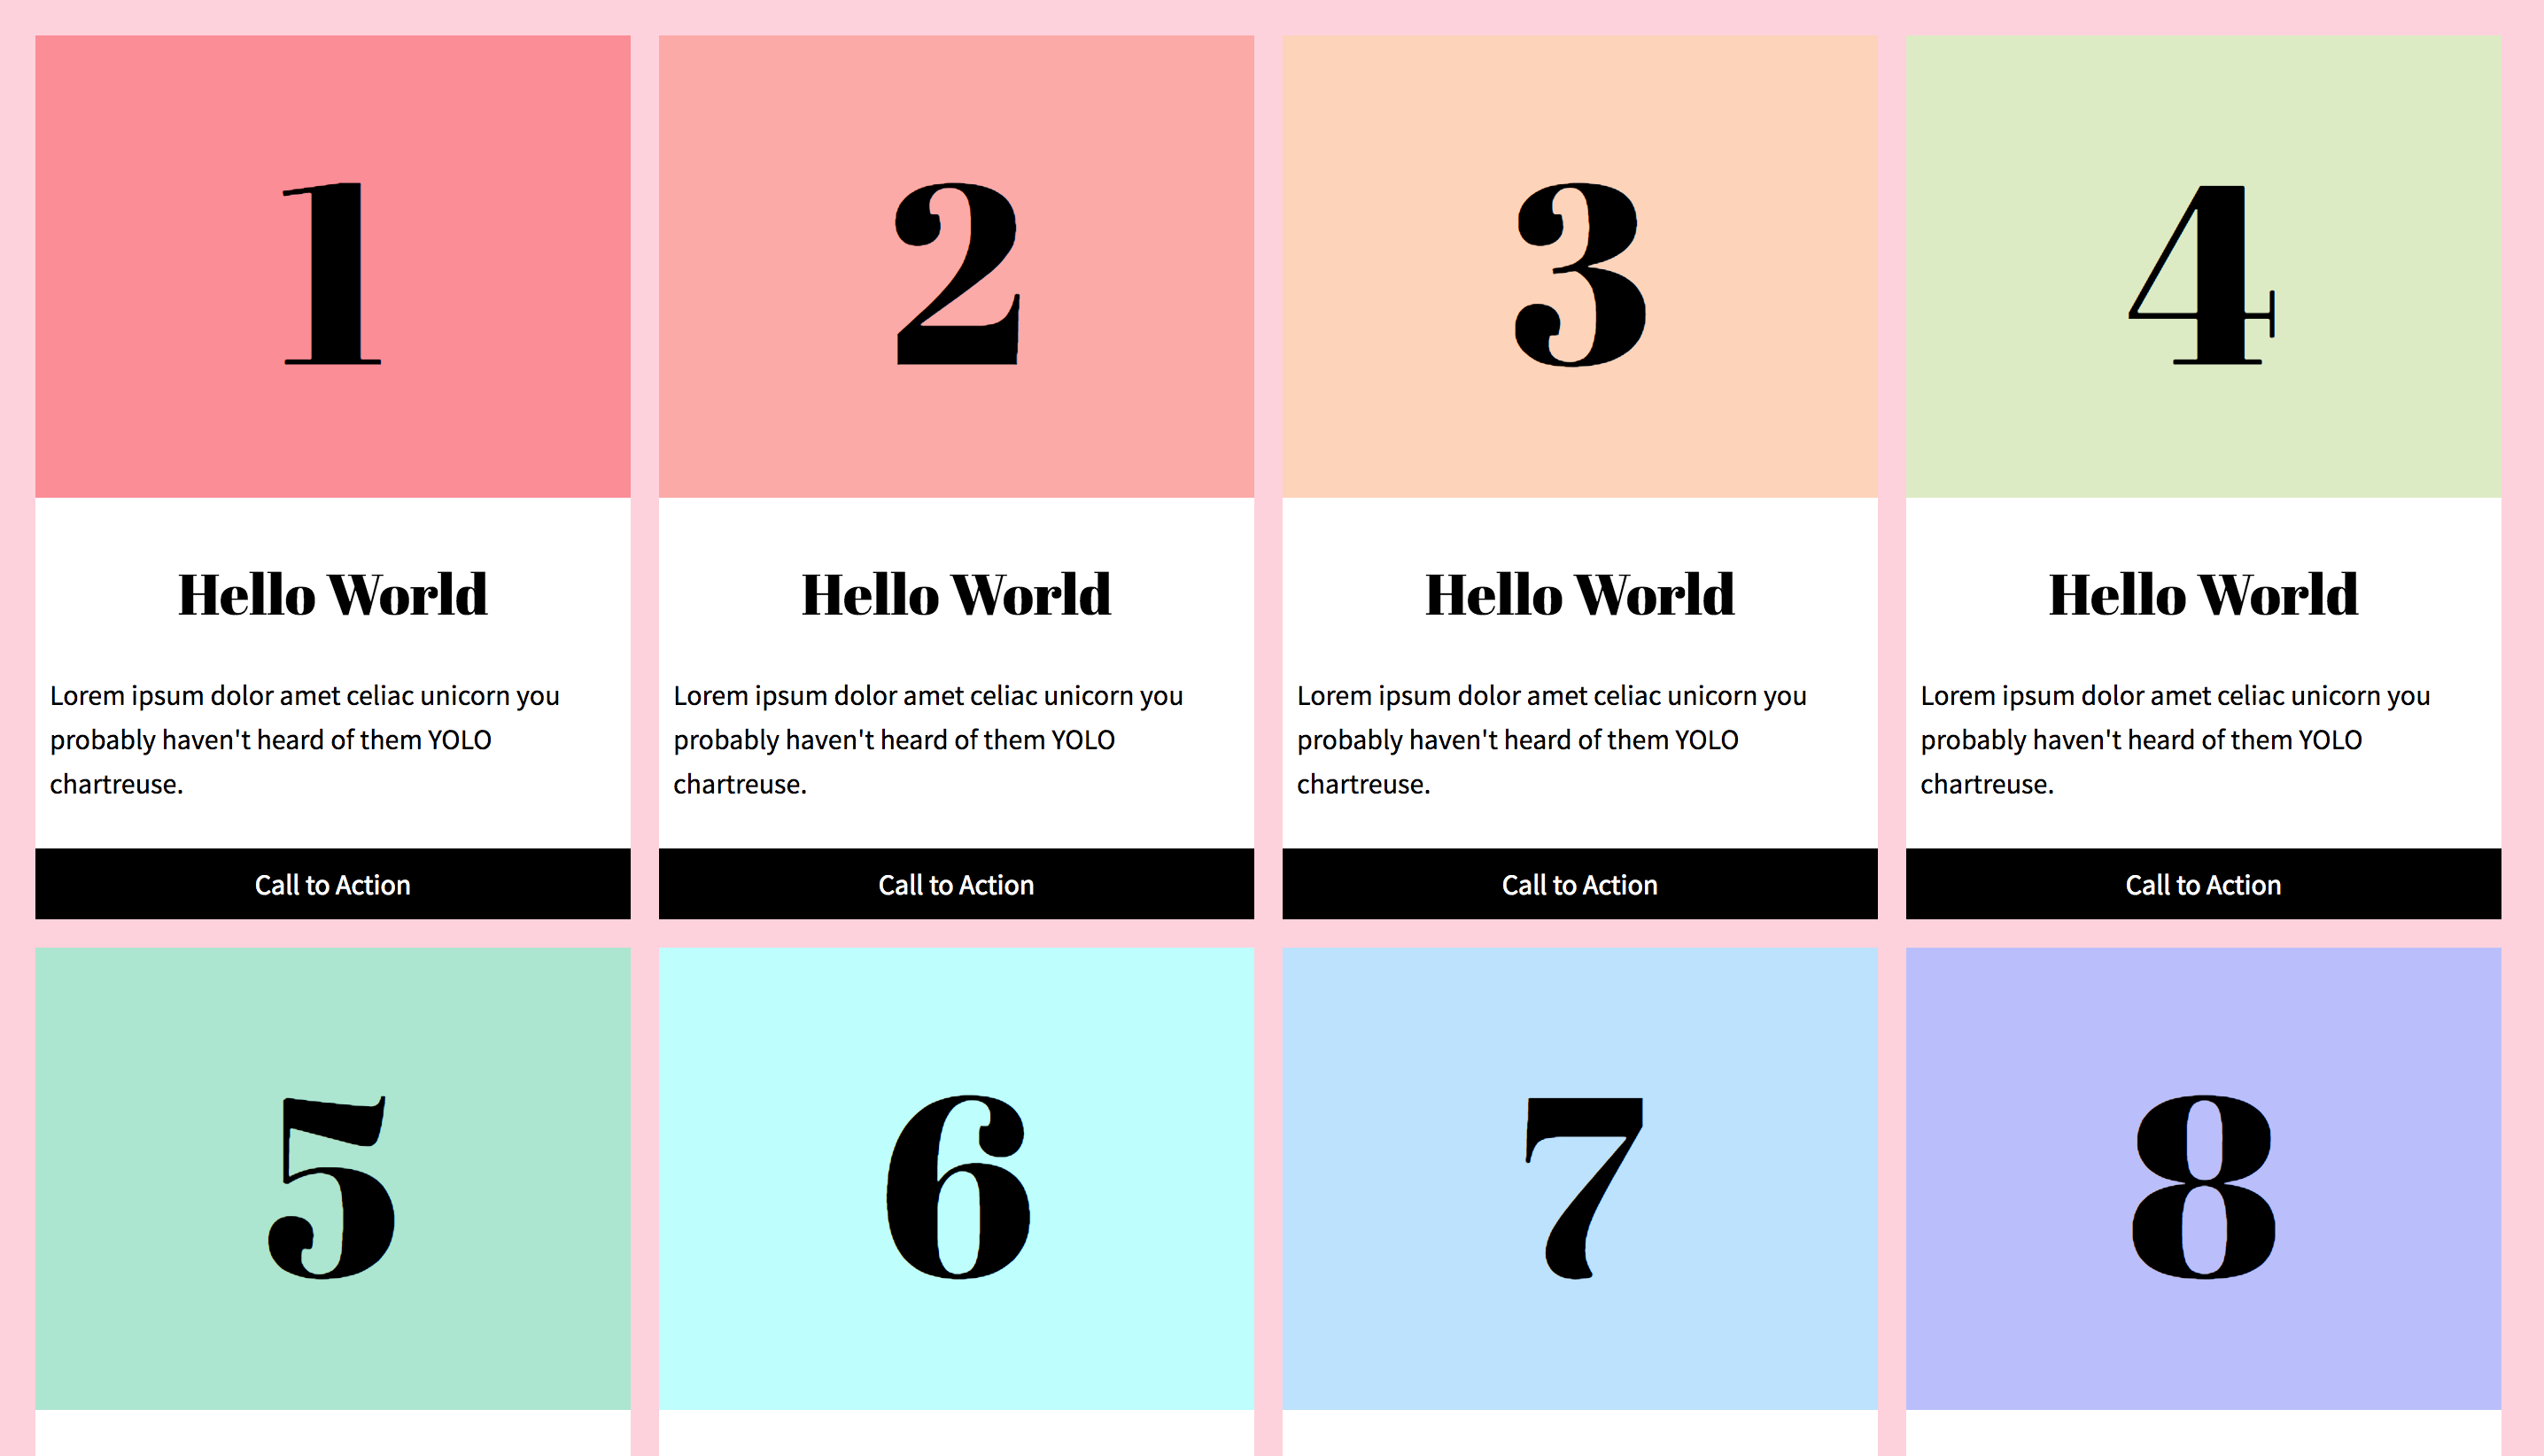 1
2
3
4
Hello World
Hello World
Hello World
Hello World
Lorem ipsum dolor amet celiac unicorn you
probably haven't heard of them YOLO
chartreuse.
Lorem ipsum dolor amet celiac unicorn you
probably haven't heard of them YOLO
chartreuse.
Lorem ipsum dolor amet celiac unicorn you
probably haven't heard of them YOLO
chartreuse.
Lorem ipsum dolor amet celiac unicorn you
probably haven't heard of them YOLO
chartreuse.
Call to Action
Call to Action
Call to Action
Call to Action
5
6
7
8